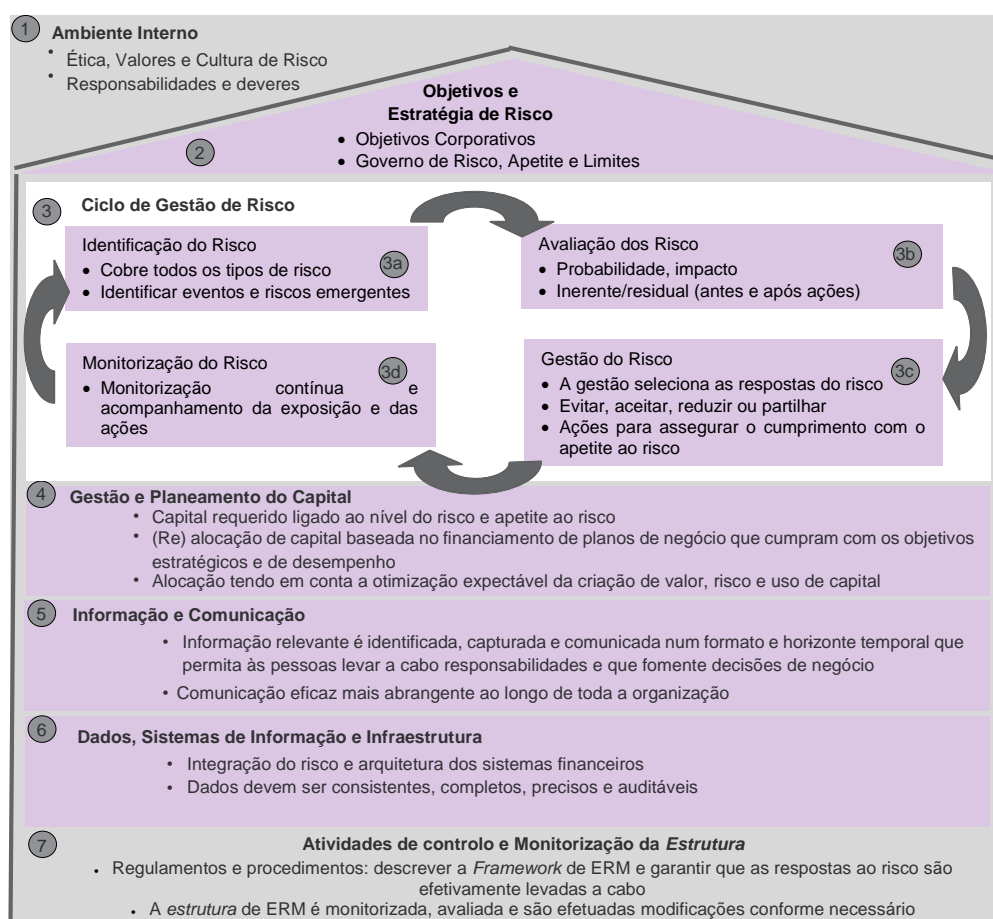 1 Ambiente Interno
• Ética, Valores e Cultura de Risco
• Responsabilidades e deveres
Objetivos e
Estratégia de Risco
• Objetivos Corporativos
2
• Governo de Risco, Apetite e Limites
3 Ciclo de Gestão de Risco
Identificação do Risco
3a
• Cobre todos os tipos de risco
• Identificar eventos e riscos emergentes
Avaliação dos Risco
3b
• Probabilidade, impacto
• Inerente/residual (antes e após ações)
Monitorização do Risco
3d
• Monitorização contínua e
acompanhamento da exposição e das
ações
Gestão do Risco
3c
• A gestão seleciona as respostas do risco
• Evitar, aceitar, reduzir ou partilhar
• Ações para assegurar o cumprimento com o
apetite ao risco
4 Gestão e Planeamento do Capital
• Capital requerido ligado ao nível do risco e apetite ao risco
• (Re) alocação de capital baseada no financiamento de planos de negócio que cumpram com os objetivos
estratégicos e de desempenho
• Alocação tendo em conta a otimização expectável da criação de valor, risco e uso de capital
5 Informação e Comunicação
• Informação relevante é identificada, capturada e comunicada num formato e horizonte temporal que
permita às pessoas levar a cabo responsabilidades e que fomente decisões de negócio
• Comunicação eficaz mais abrangente ao longo de toda a organização
6 Dados, Sistemas de Informação e Infraestrutura
• Integração do risco e arquitetura dos sistemas financeiros
• Dados devem ser consistentes, completos, precisos e auditáveis
7 Atividades de controlo e Monitorização da Estrutura
• Regulamentos e procedimentos: descrever a Framework de ERM e garantir que as respostas ao risco são
efetivamente levadas a cabo
• A estrutura de ERM é monitorizada, avaliada e são efetuadas modificações conforme necessário